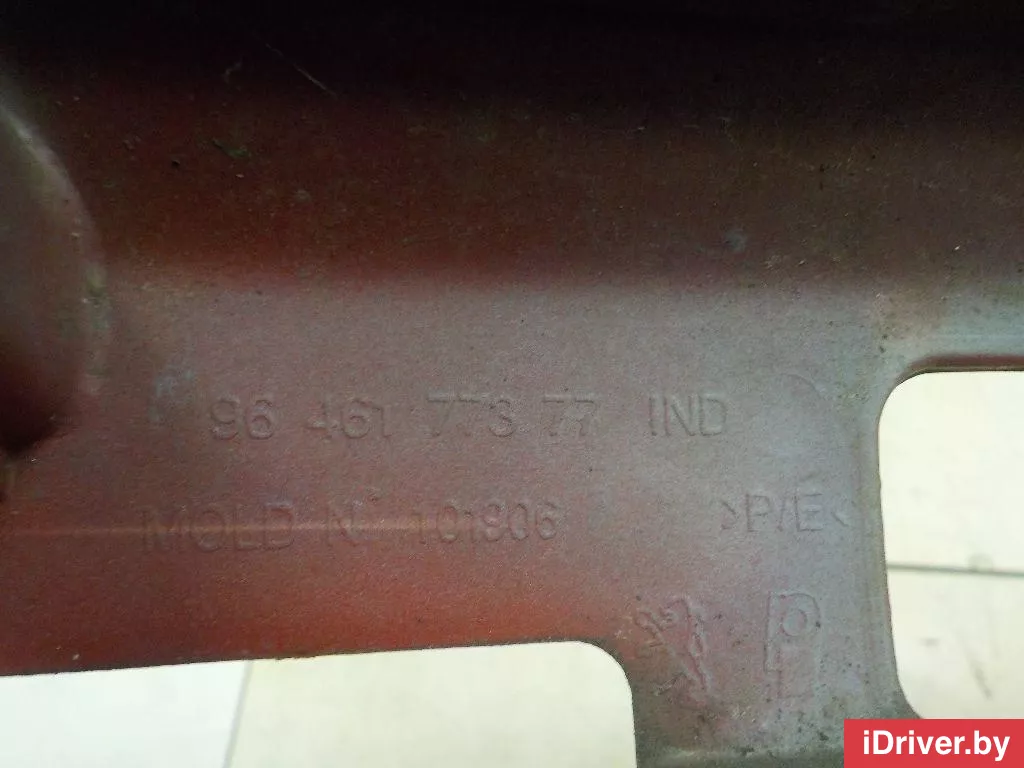 96 461 773 77 IND
MOLD N 101806 >P/E<
iDriver.by